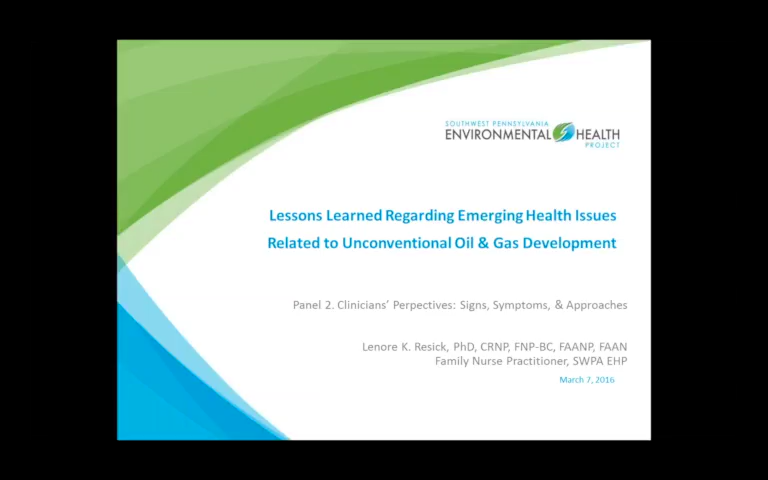 SOUTHWEST PENNSYLVANIA
ENVIRONMENTAL HEALTH
PROJECT
Lessons Learned Regarding Emerging Health Issues
Related to Unconventional Oil & Gas Development
Panel 2. Clinicians' Perpectives: Signs, Symptoms, & Approaches
Lenore K. Resick, PhD, CRNP, FNP-BC, FAANP, FAAN
Family Nurse Practitioner, SWPA EHP
March 7, 2016